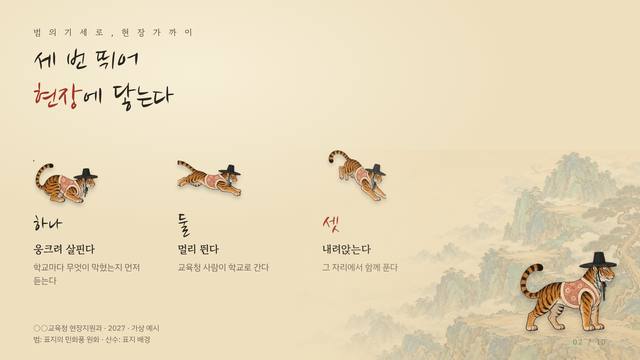 범의 기세로, 현장 가까이
세 번 뛰어
현장에 닿는다
하나
웅크려 살핀다
학교마다 무엇이 막혔는지 먼저
듣는다
둘
멀리 뛴다
교육청 사람이 학교로 간다
셋
내려앉는다
그 자리에서 함께 푼다
○○교육청 현장지원과 · 2027 · 가상 예시
범: 표지의 민화풍 원화 · 산수: 표지 배경
02 / 10